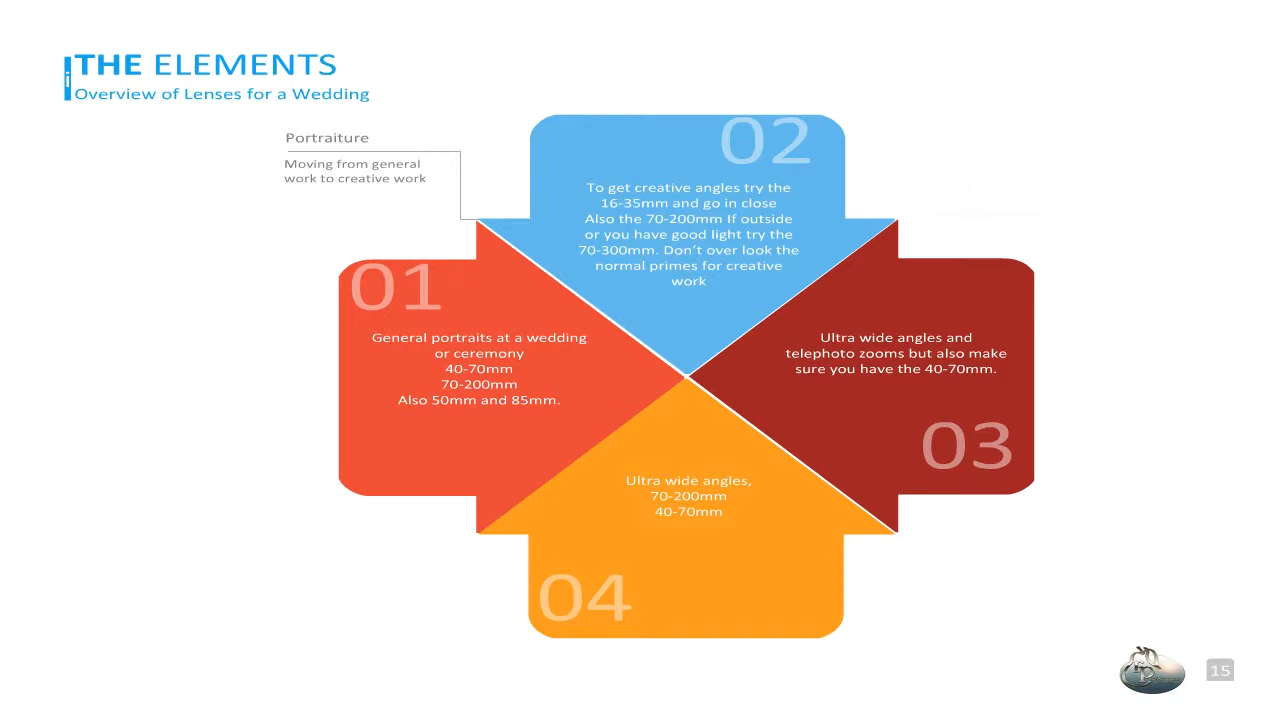 THE ELEMENTS
Overview of Lenses for a Wedding
Portraiture
Moving from general
work to creative work
01
General portraits at a wedding
or ceremony
40-70mm
70-200mm
Also 50mm and 85mm.
02
To get creative angles try the
16-35mm and go in close
Also the 70-200mm If outside
or you have good light try the
70-300mm. Don't over look the
normal primes for creative
work
Ultra wide angles and
telephoto zooms but also make
sure you have the 40-70mm.
03
Ultra wide angles,
70-200mm
40-70mm
04
15